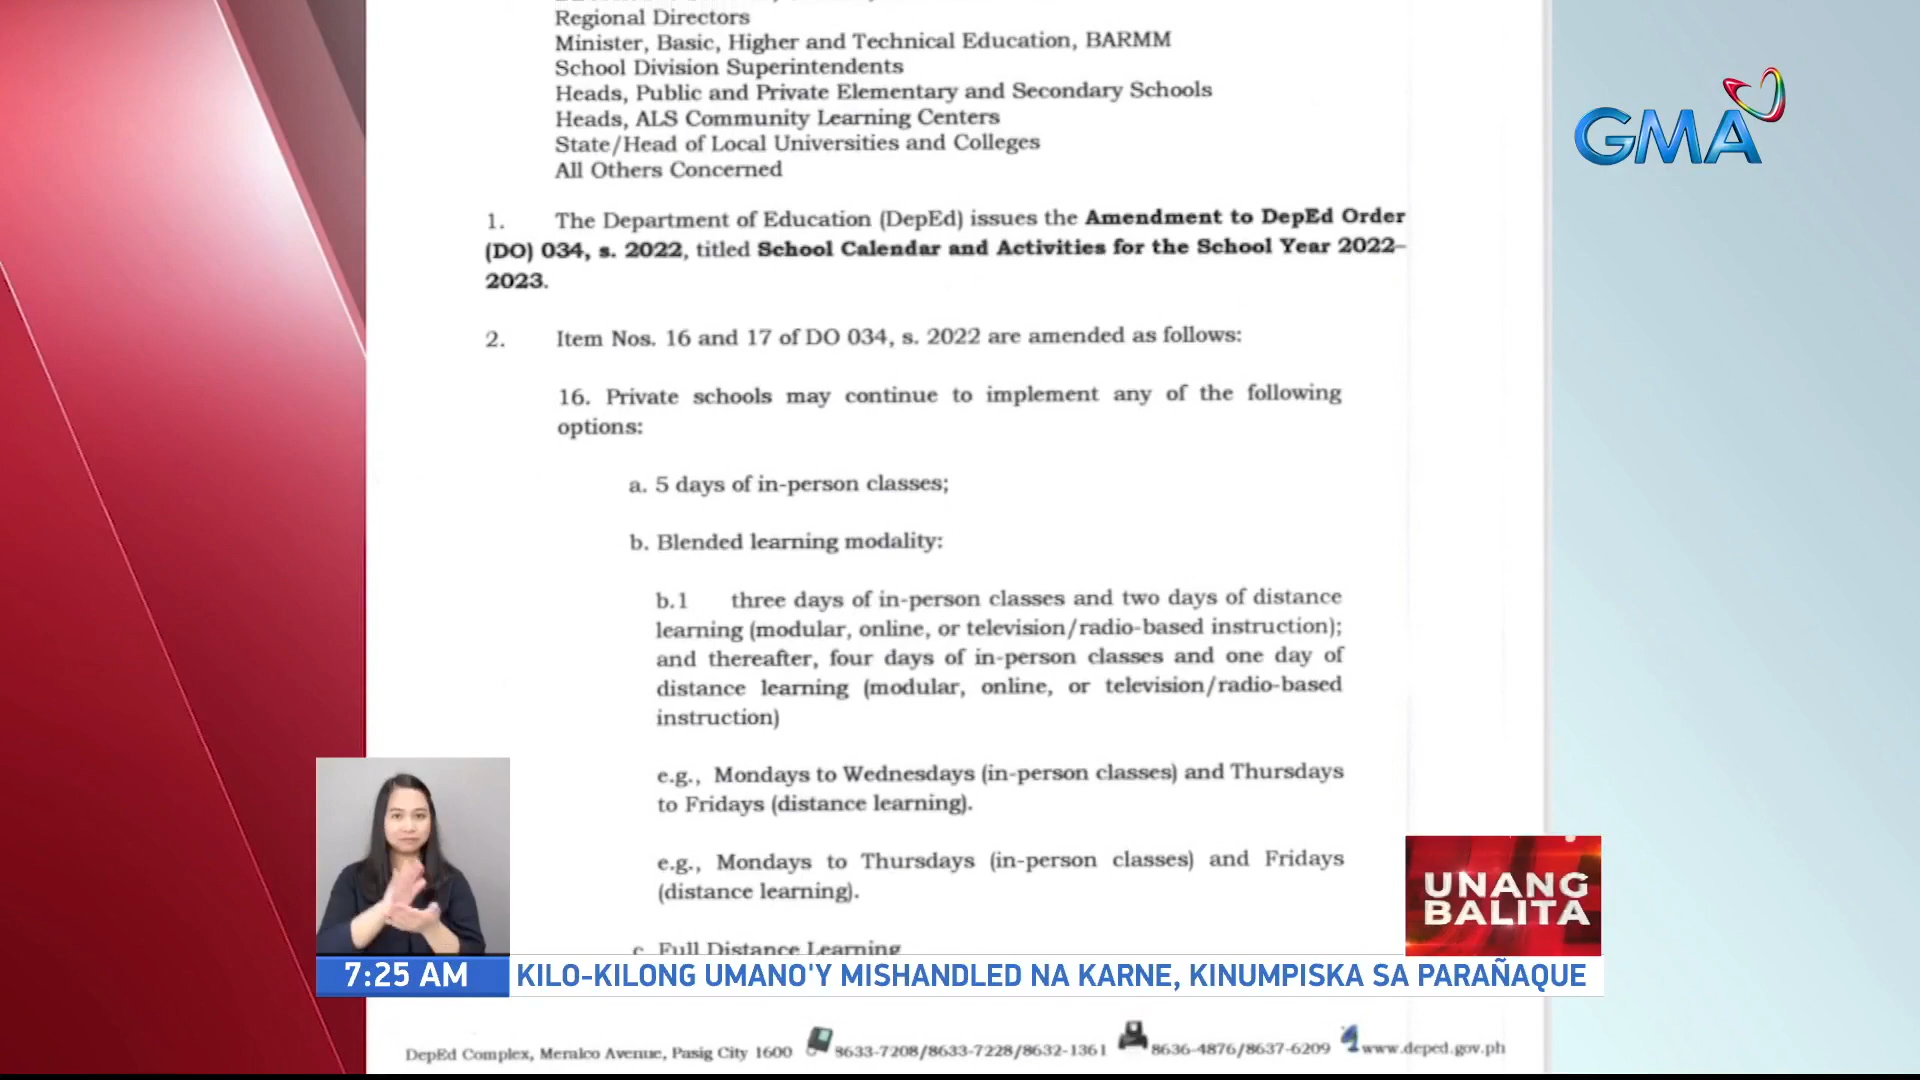 Regional Directors
Minister, Basic, Higher and Technical Education, BARMM
School Division Superintendents
Heads, Public and Private Elementary and Secondary Schools
Heads, ALS Community Learning Centers
State/Head of Local Universities and Colleges
All Others Concerned
GMA
1. The Department of Education (DepEd) issues the Amendment to DepEd Order
(DO) 034, s. 2022, titled School Calendar and Activities for the School Year 2022–
2023.
2. Item Nos. 16 and 17 of DO 034, s. 2022 are amended as follows:
16. Private schools may continue to implement any of the following
options:
a. 5 days of in-person classes;
b. Blended learning modality:
b.1 three days of in-person classes and two days of distance
learning (modular, online, or television/radio-based instruction);
and thereafter, four days of in-person classes and one day of
distance learning (modular, online, or television/radio-based
instruction)
e.g., Mondays to Wednesdays (in-person classes) and Thursdays
to Fridays (distance learning).
e.g., Mondays to Thursdays (in-person classes) and Fridays
(distance learning).
c. Full Distance Learning
UNANG
BALITA
7:25 AM
KILO-KILONG UMANO'Y MISHANDLED NA KARNE, KINUMPISKA SA PARAÑAQUE
DepEd Complex, Meralco Avenue, Pasig City 1600 8633-7208/8633-7228/8632-1361 8636-4876/8637-6209 www.deped.gov.ph